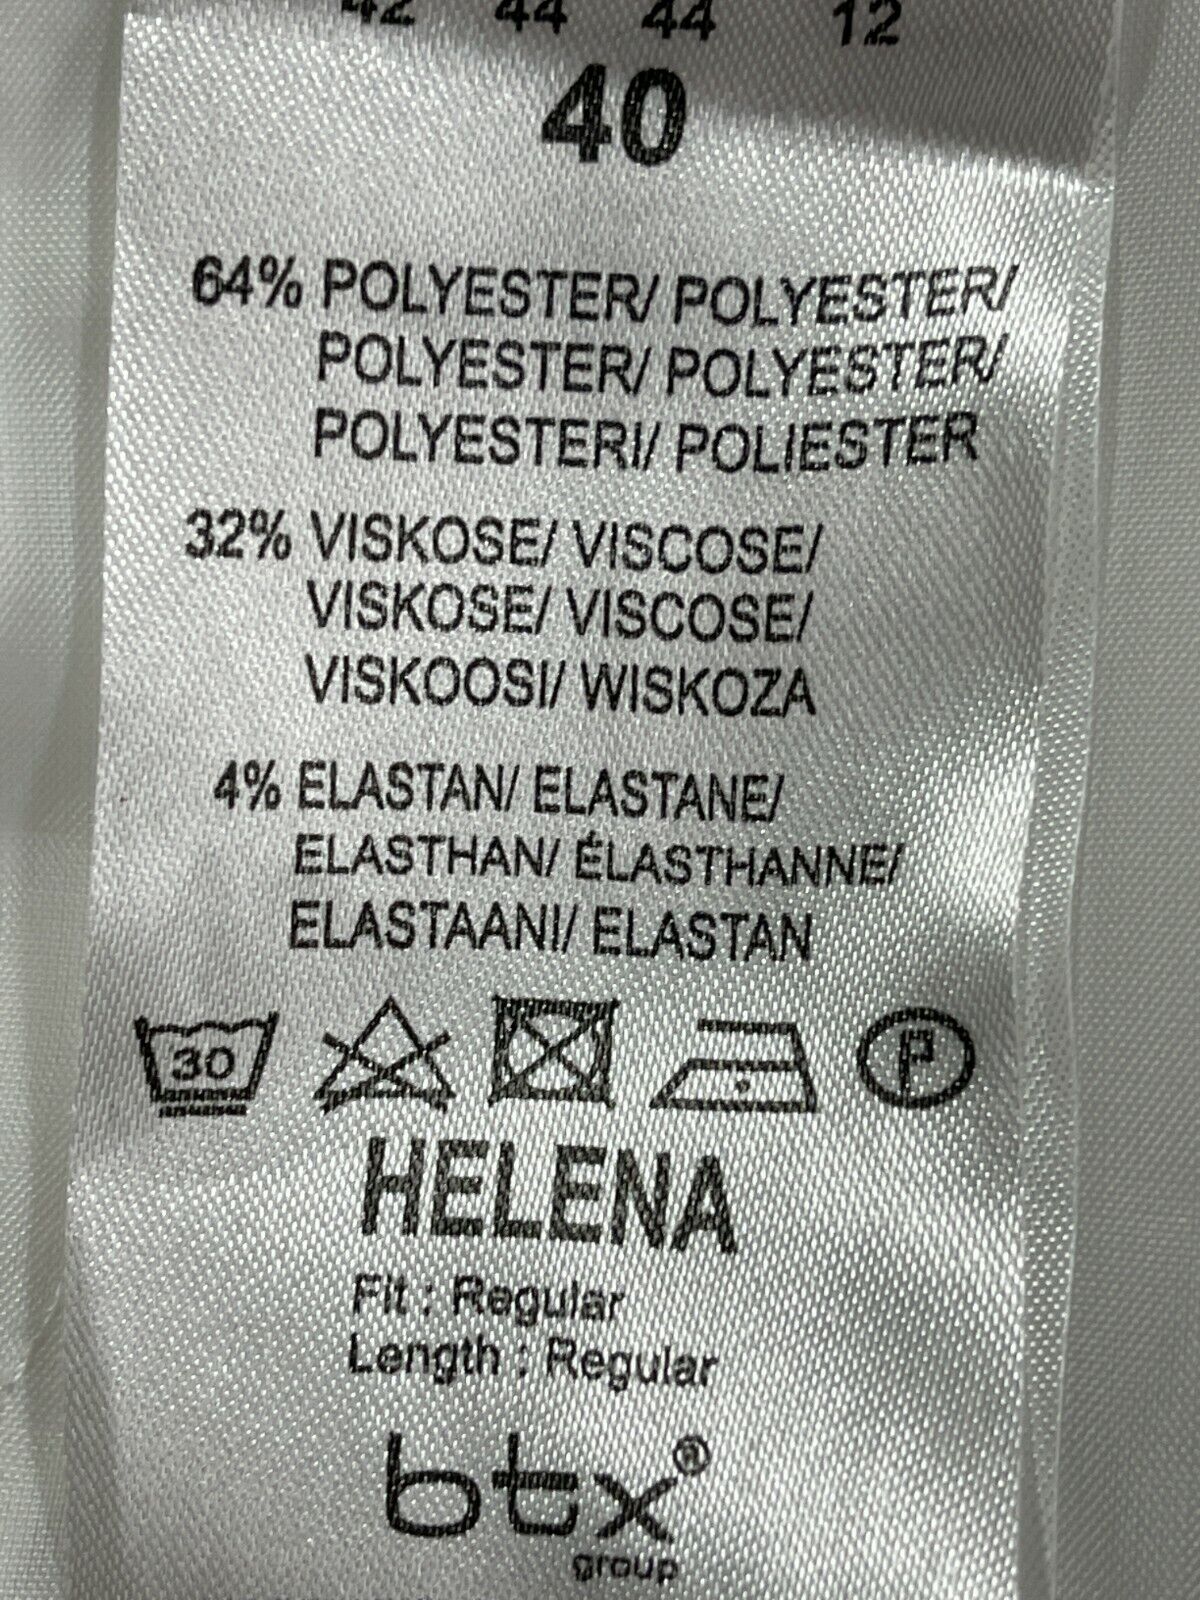 42 44 44 12
40
64% POLYESTER/ POLYESTER/
POLYESTER/ POLYESTER/
POLYESTERI/ POLIESTER
32% VISKOSE/ VISCOSE/
VISKOSE/ VISCOSE/
VISKOOSI/ WISKOZA
4% ELASTAN/ ELASTANE/
ELASTHAN/ ÉLASTHANNE/
ELASTAANI/ ELASTAN
30 P
HELENA
Fit : Regular
Length : Regular
btx®
group